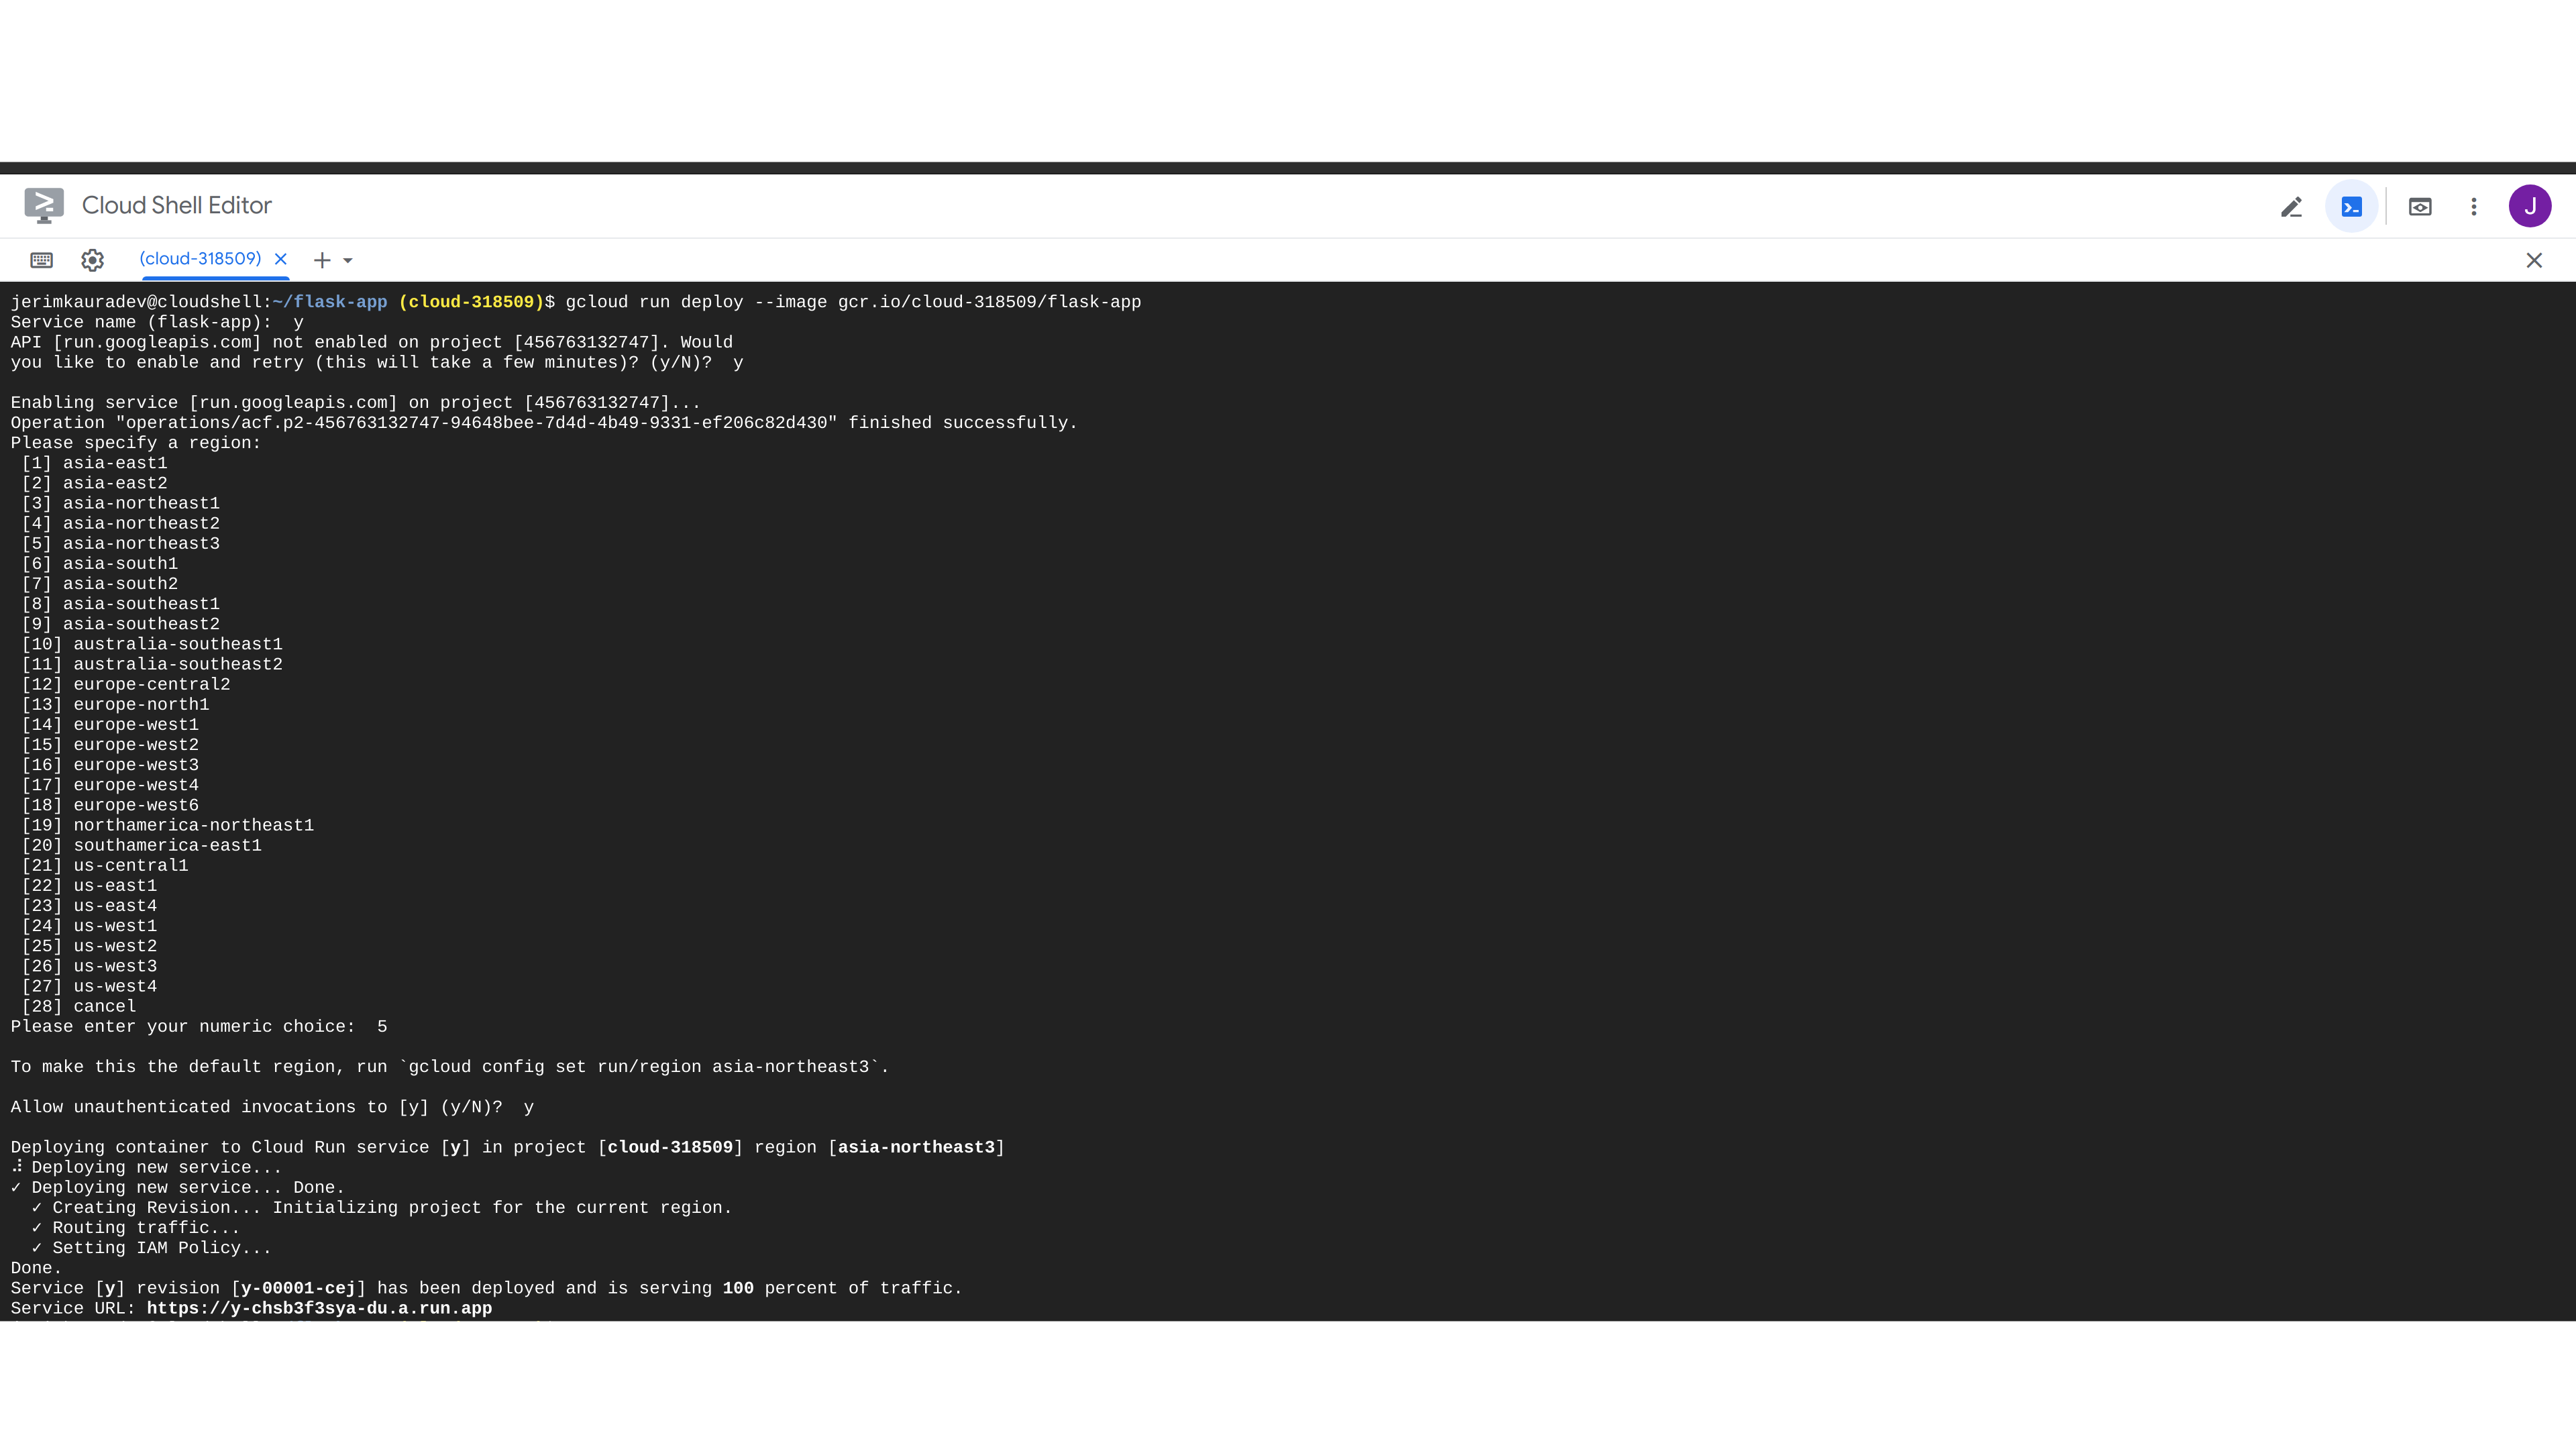 Cloud Shell Editor
J
(cloud-318509)
jerimkauradev@cloudshell:~/flask-app (cloud-318509)$ gcloud run deploy --image gcr.io/cloud-318509/flask-app
Service name (flask-app):  y
API [run.googleapis.com] not enabled on project [456763132747]. Would
you like to enable and retry (this will take a few minutes)? (y/N)?  y
Enabling service [run.googleapis.com] on project [456763132747]...
Operation "operations/acf.p2-456763132747-94648bee-7d4d-4b49-9331-ef206c82d430" finished successfully.
Please specify a region:
[1] asia-east1
[2] asia-east2
[3] asia-northeast1
[4] asia-northeast2
[5] asia-northeast3
[6] asia-south1
[7] asia-south2
[8] asia-southeast1
[9] asia-southeast2
[10] australia-southeast1
[11] australia-southeast2
[12] europe-central2
[13] europe-north1
[14] europe-west1
[15] europe-west2
[16] europe-west3
[17] europe-west4
[18] europe-west6
[19] northamerica-northeast1
[20] southamerica-east1
[21] us-central1
[22] us-east1
[23] us-east4
[24] us-west1
[25] us-west2
[26] us-west3
[27] us-west4
[28] cancel
Please enter your numeric choice:  5
To make this the default region, run `gcloud config set run/region asia-northeast3`.
Allow unauthenticated invocations to [y] (y/N)?  y
Deploying container to Cloud Run service [y] in project [cloud-318509] region [asia-northeast3]
⠼ Deploying new service...
✓ Deploying new service... Done.
✓ Creating Revision... Initializing project for the current region.
✓ Routing traffic...
✓ Setting IAM Policy...
Done.
Service [y] revision [y-00001-cej] has been deployed and is serving 100 percent of traffic.
Service URL: https://y-chsb3f3sya-du.a.run.app